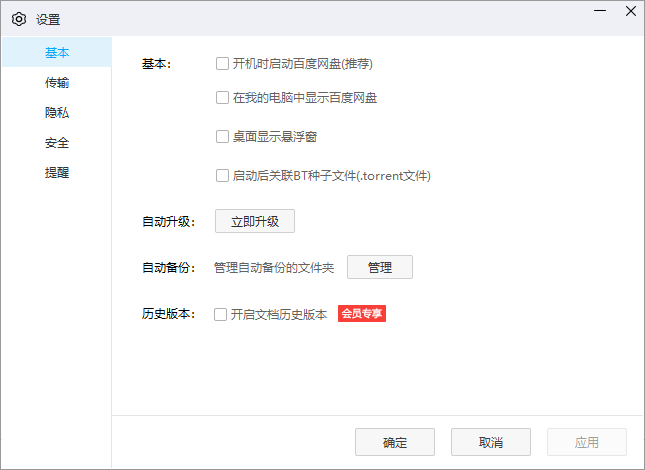 设置
基本
传输
隐私
安全
提醒
基本： 开机时启动百度网盘(推荐)
在我的电脑中显示百度网盘
桌面显示悬浮窗
启动后关联BT种子文件(.torrent文件)
自动升级： 立即升级
自动备份： 管理自动备份的文件夹 管理
历史版本： 开启文档历史版本 会员专享
确定 取消 应用